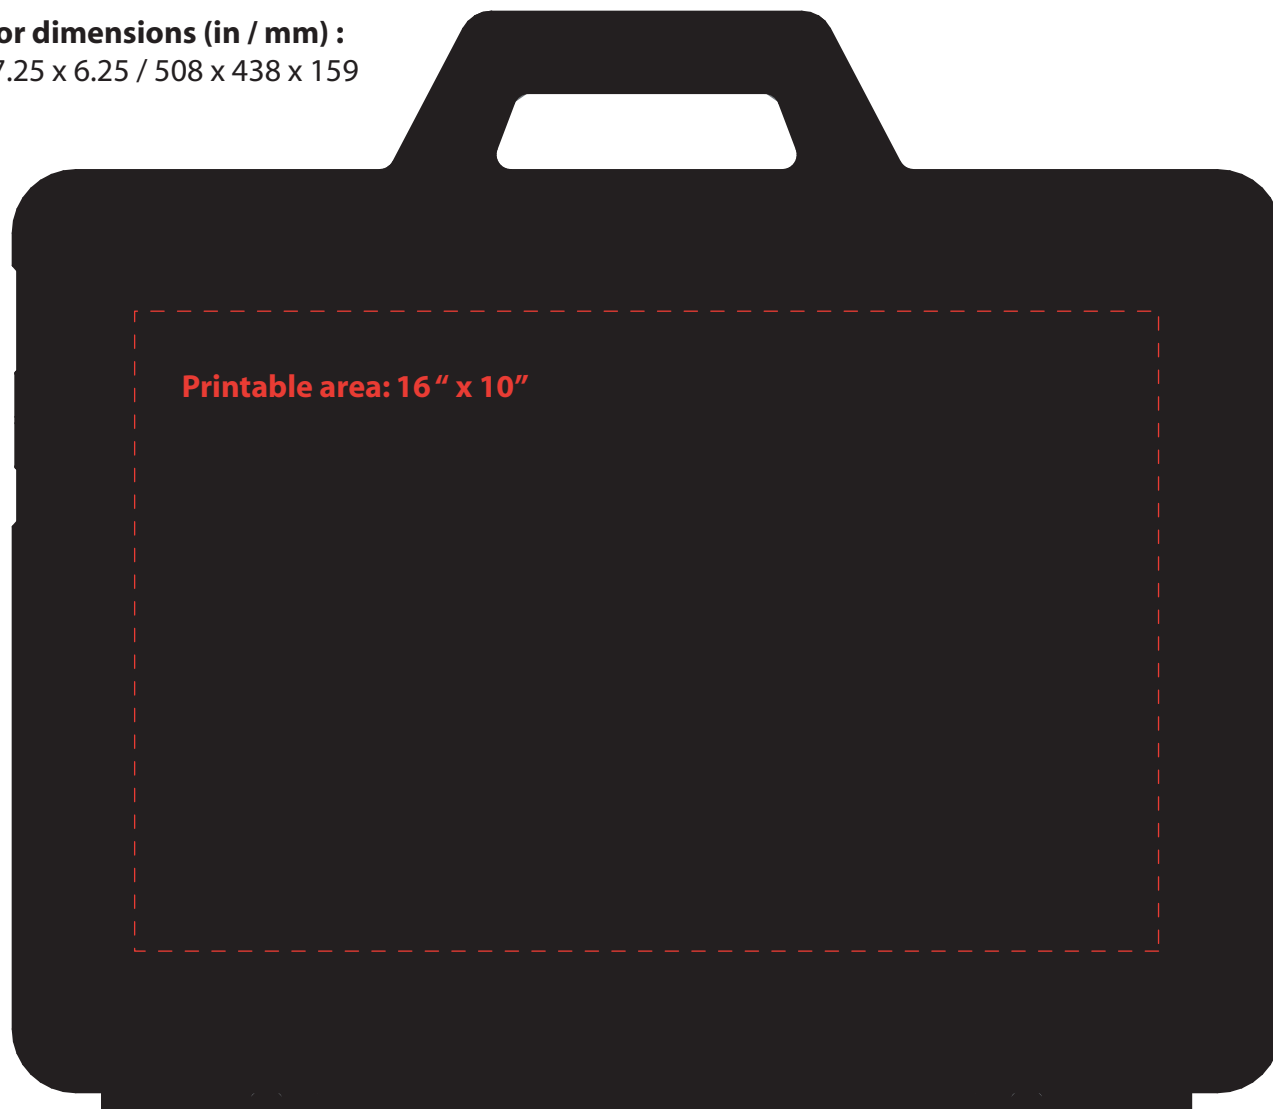 or dimensions (in / mm) :
7.25 x 6.25 / 508 x 438 x 159
Printable area: 16 “ x 10”